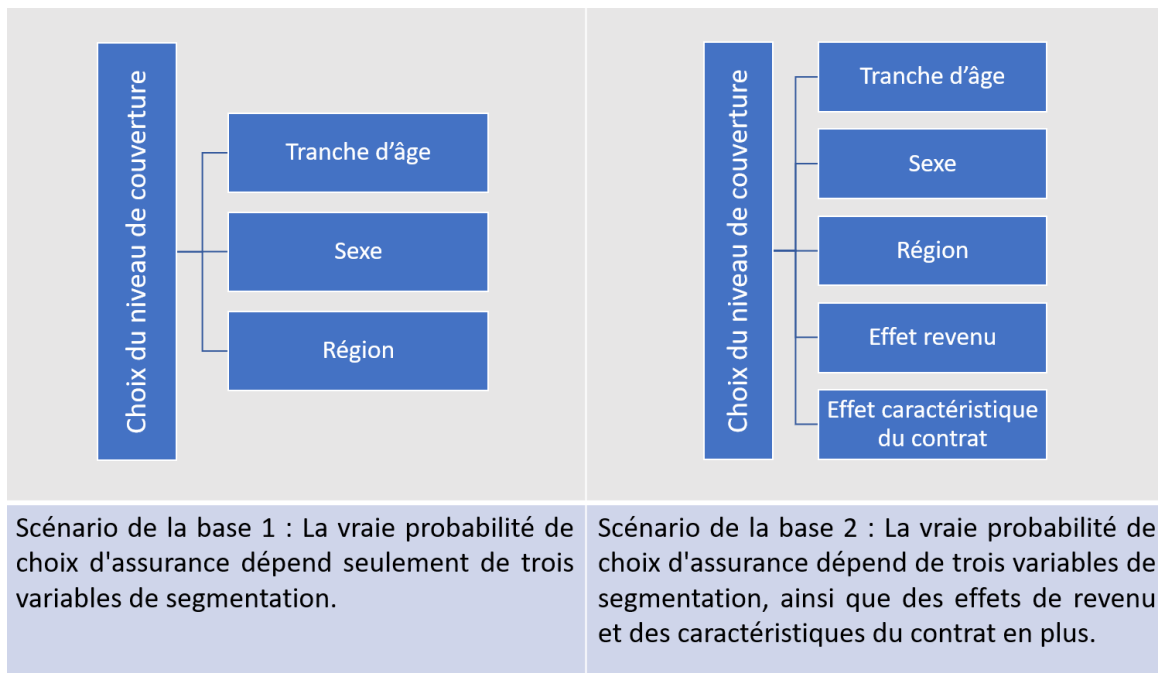 Choix du niveau de couverture
Tranche d'âge
Sexe
Région
Choix du niveau de couverture
Tranche d'âge
Sexe
Région
Effet revenu
Effet caractéristique
du contrat
Scénario de la base 1 : La vraie probabilité de
choix d'assurance dépend seulement de trois
variables de segmentation.
Scénario de la base 2 : La vraie probabilité de
choix d'assurance dépend de trois variables de
segmentation, ainsi que des effets de revenu
et des caractéristiques du contrat en plus.